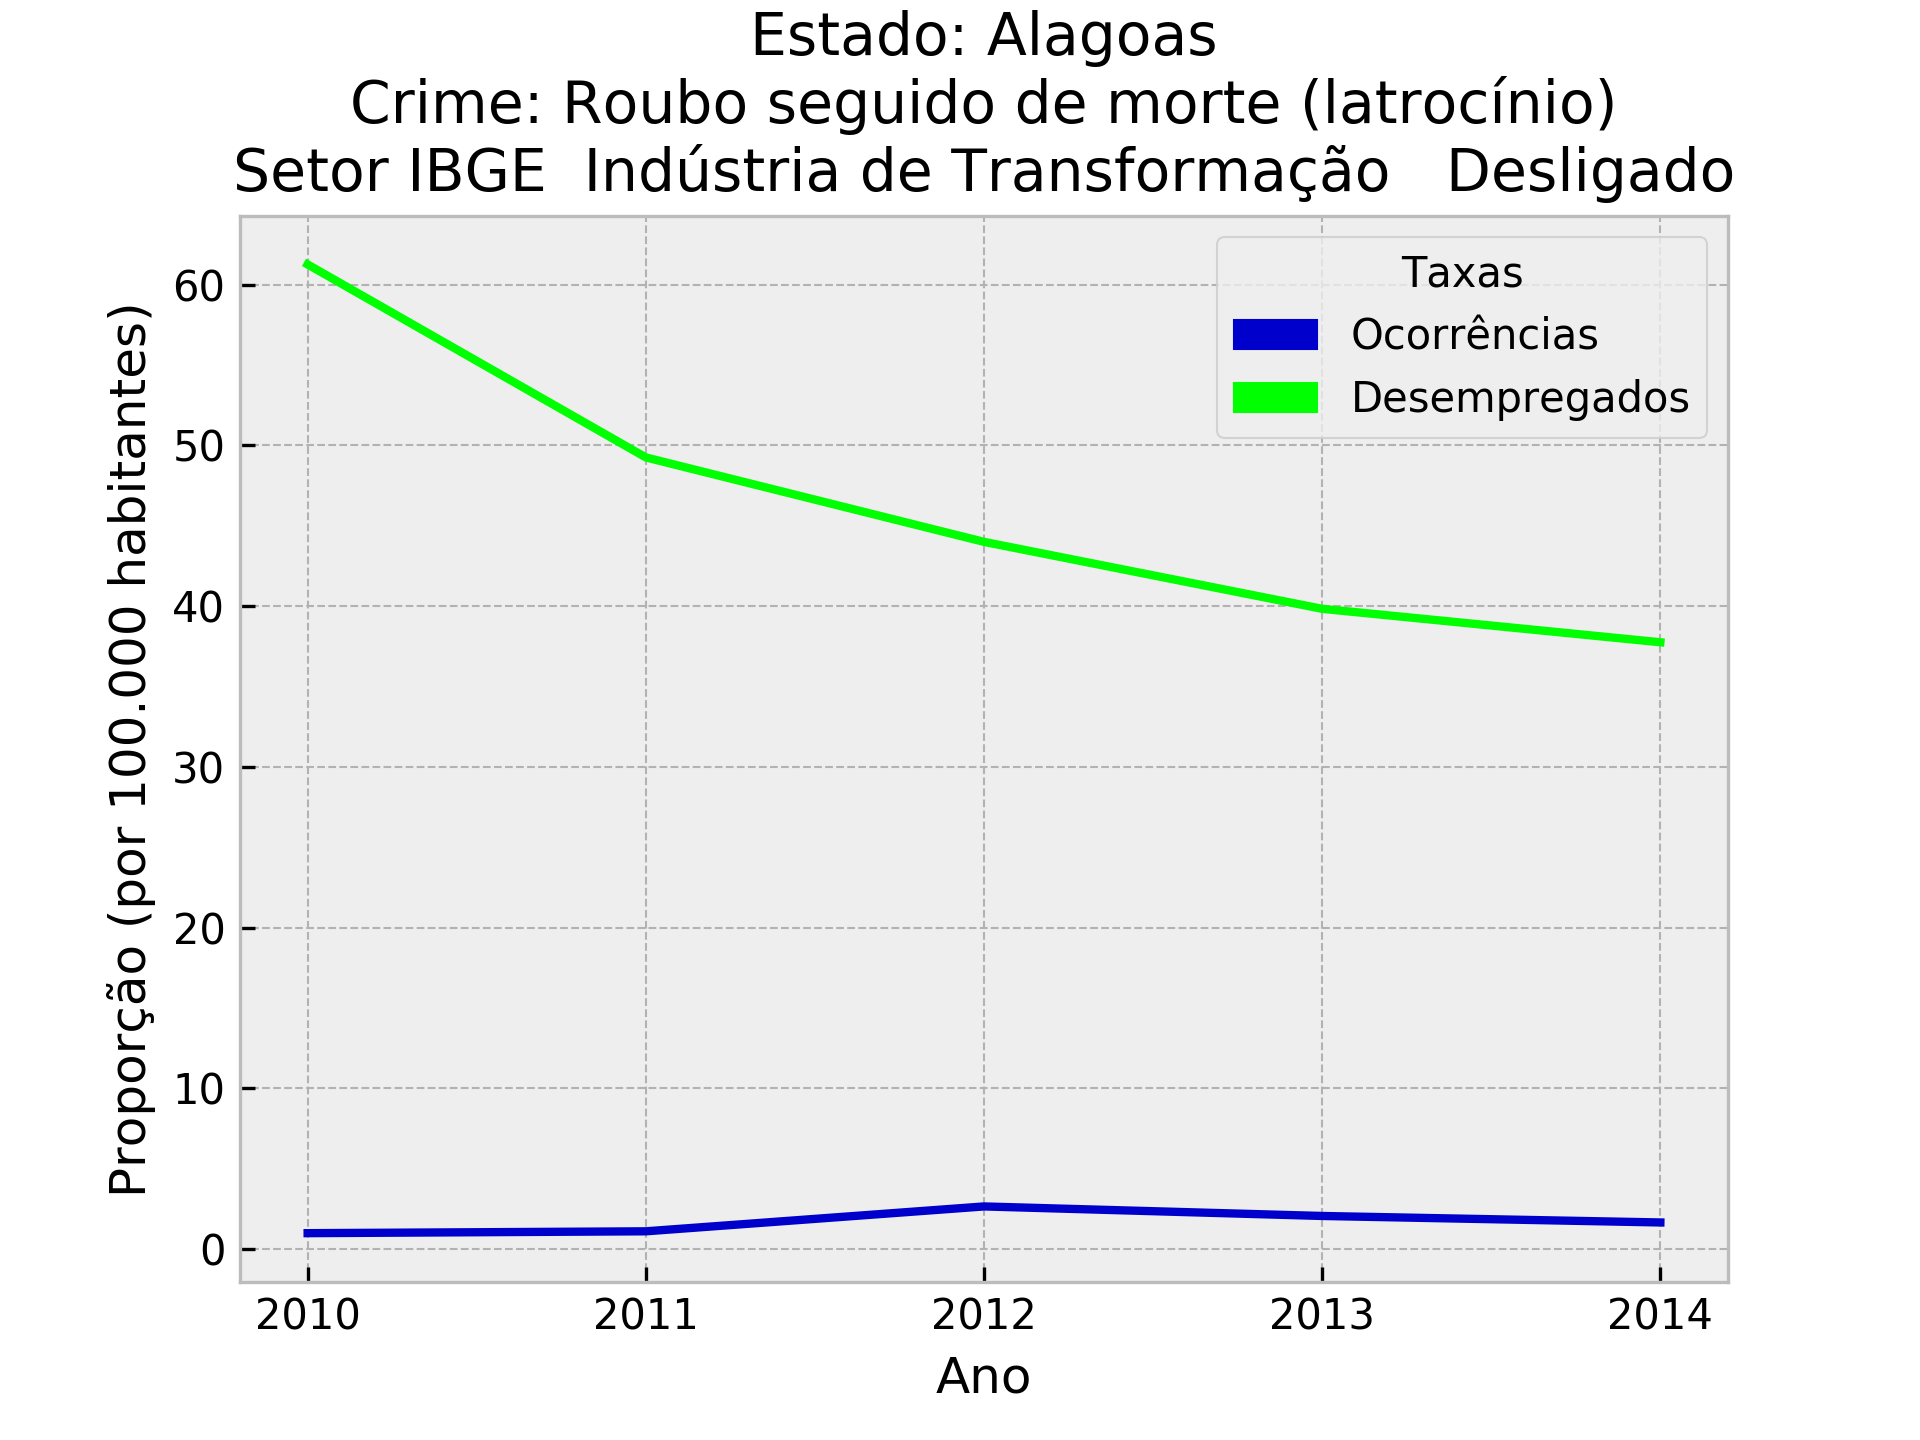 Estado: Alagoas
Crime: Roubo seguido de morte (latrocínio)
Setor IBGE  Indústria de Transformação   Desligado
Proporção (por 100.000 habitantes)
60
50
40
30
20
10
0
Taxas
Ocorrências
Desempregados
2010 2011 2012 2013 2014
Ano